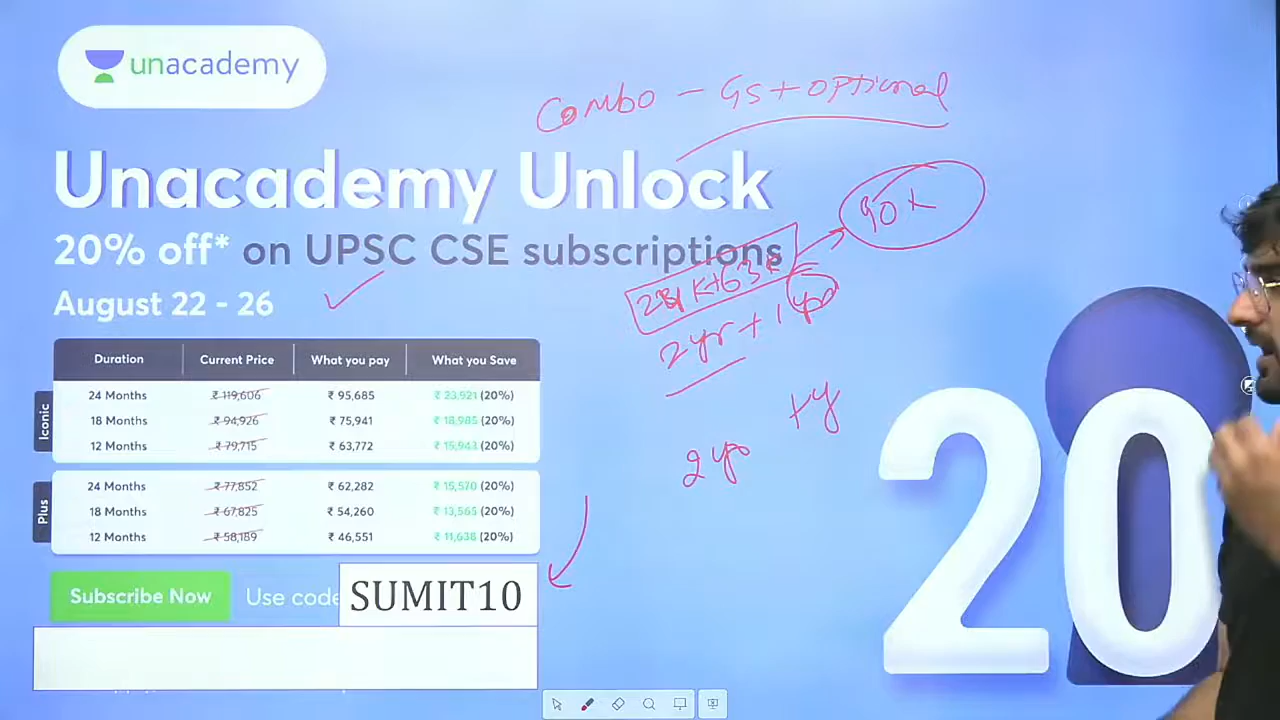 unacademy
Combo - GS + optional
Unacademy Unlock
90K
20% off* on UPSC CSE subscriptions
August 22 - 26
2yr + 1
Duration Current Price What you pay What you Save
Iconic
24 Months ₹ 119,606 ₹ 95,685 ₹ 23,921 (20%)
18 Months ₹ 94,926 ₹ 75,941 ₹ 18,985 (20%)
12 Months ₹ 79,715 ₹ 63,772 ₹ 15,943 (20%)
+y
2 yr
Plus
24 Months ₹ 77,852 ₹ 62,282 ₹ 15,570 (20%)
18 Months ₹ 67,825 ₹ 54,260 ₹ 13,565 (20%)
12 Months ₹ 58,189 ₹ 46,551 ₹ 11,638 (20%)
20
Subscribe Now Use code SUMIT10